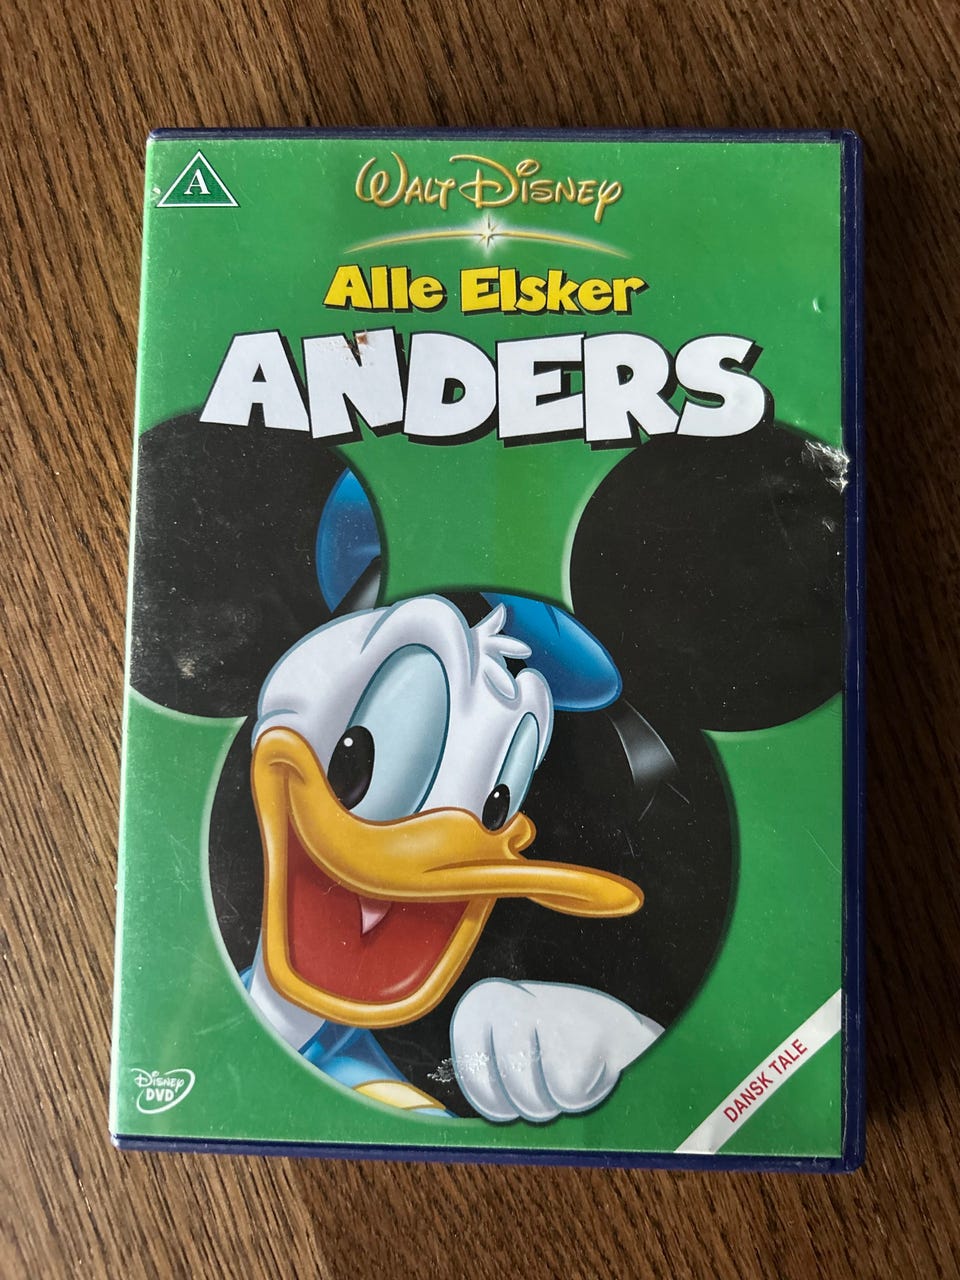 A
WALT DISNEY
Alle Elsker
ANDERS
DANSK TALE
DISNEY
DVD